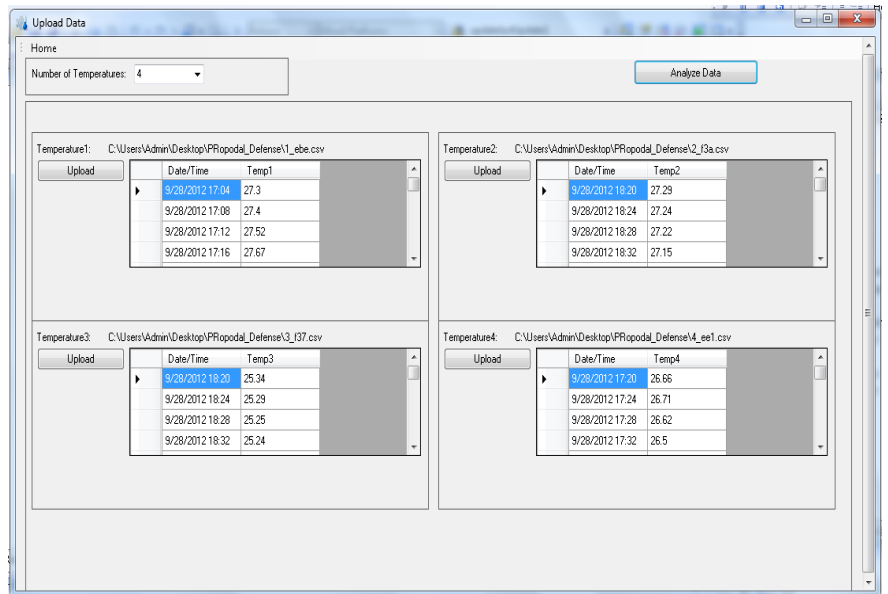 Upload Data
Home
Number of Temperatures: 4
Analyze Data
Temperature1: C:\Users\Admin\Desktop\PRopodal_Defense\1_ebe.csv
Upload
Date/Time Temp1
9/28/2012 17:04 27.3
9/28/2012 17:08 27.4
9/28/2012 17:12 27.52
9/28/2012 17:16 27.67
Temperature2: C:\Users\Admin\Desktop\PRopodal_Defense\2_f3a.csv
Upload
Date/Time Temp2
9/28/2012 18:20 27.29
9/28/2012 18:24 27.24
9/28/2012 18:28 27.22
9/28/2012 18:32 27.15
Temperature3: C:\Users\Admin\Desktop\PRopodal_Defense\3_f37.csv
Upload
Date/Time Temp3
9/28/2012 18:20 25.34
9/28/2012 18:24 25.29
9/28/2012 18:28 25.25
9/28/2012 18:32 25.24
Temperature4: C:\Users\Admin\Desktop\PRopodal_Defense\4_ee1.csv
Upload
Date/Time Temp4
9/28/2012 17:20 26.66
9/28/2012 17:24 26.71
9/28/2012 17:28 26.62
9/28/2012 17:32 26.5